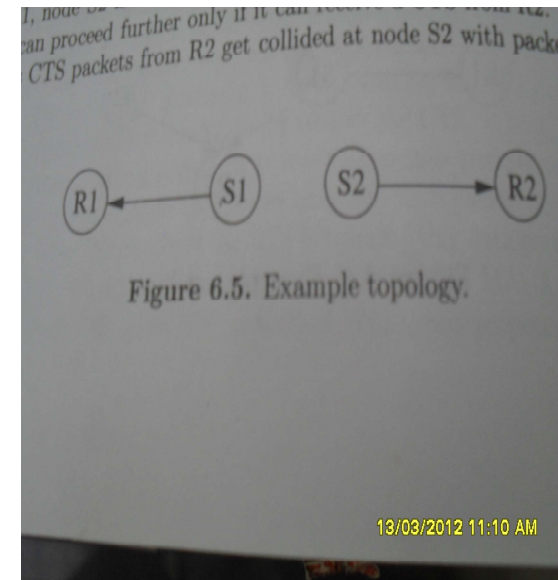 can proceed further only if it can
CTS packets from R2 get collided at node S2 with
R1 S1 S2 R2
Figure 6.5. Example topology.
13/03/2012 11:10 AM